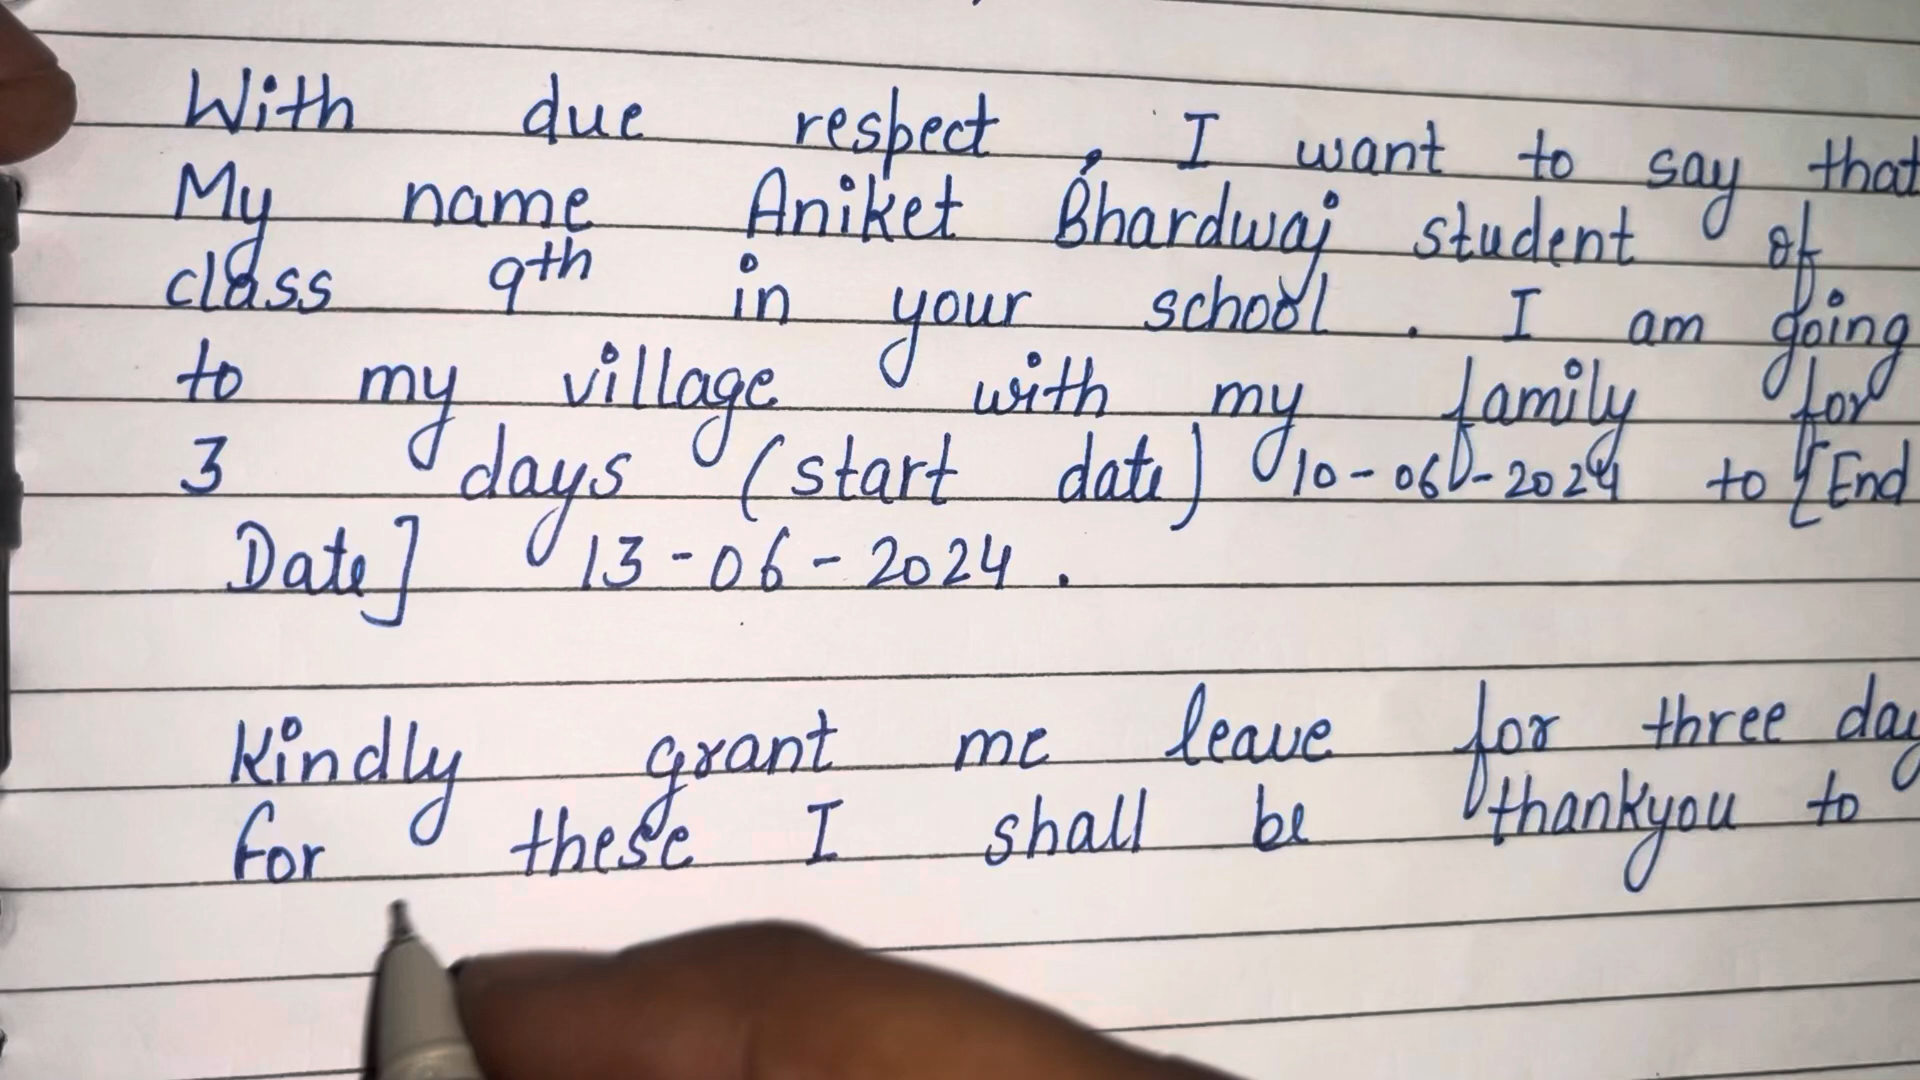 With due respect, I want to say that
My name Aniket Bhardwaj student of
class 9th in your school. I am going
to my village with my family for
3 days (start date) 10-06-2024 to [End
Date] 13-06-2024.
Kindly grant me leave for three day
for these I shall be thankyou to